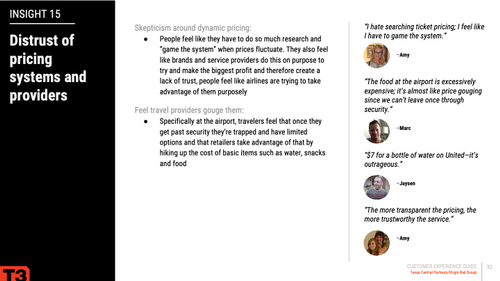 INSIGHT 15
Distrust of
pricing
systems and
providers
Skepticism around dynamic pricing:
● People feel like they have to do so much research and
“game the system” when prices fluctuate. They also feel
like brands and service providers do this on purpose to
try and make the biggest profit and therefore create a
lack of trust, people feel like airlines are trying to take
advantage of them purposely
Feel travel providers gouge them:
● Specifically at the airport, travelers feel that once they
get past security they’re trapped and have limited
options and that retailers take advantage of that by
hiking up the cost of basic items such as water, snacks
and food
“I hate searching ticket pricing; I feel like
I have to game the system.”
–Amy
“The food at the airport is excessively
expensive; it’s almost like price gouging
since we can’t leave once through
security.”
–Marc
“$7 for a bottle of water on United—it’s
outrageous.”
–Jaysen
“The more transparent the pricing, the
more trustworthy the service.”
–Amy
CUSTOMER EXPERIENCE GUIDE
Texas Central Partners/Virgin Rail Group
T3